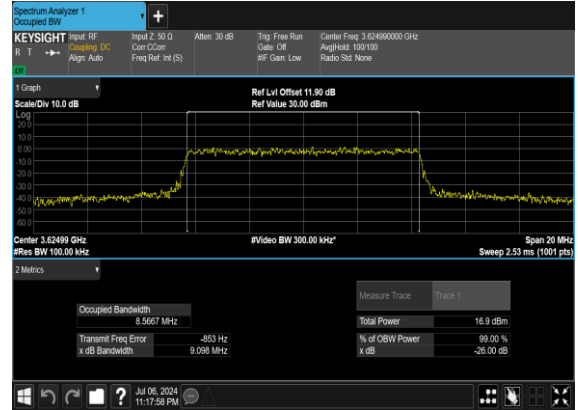 Spectrum Analyzer 1
Occupied BW
+
KEYSIGHT Input: RF Input Z: 50 Ω Atten: 30 dB Trig: Free Run Center Freq: 3.624990000 GHz
R T Coupling: DC Corr CCorr Gate: Off Avg|Hold: 100/100
Align: Auto Freq Ref: Int (S) #IF Gain: Low Radio Std: None
1 Graph
Ref Lvl Offset 11.90 dB
Scale/Div 10.0 dB Ref Value 30.00 dBm
Log
20.0
10.0
0.00
-10.0
-20.0
-30.0
-40.0
-50.0
-60.0
Center 3.62499 GHz #Video BW 300.00 kHz* Span 20 MHz
#Res BW 100.00 kHz Sweep 2.53 ms (1001 pts)
2 Metrics
Measure Trace Trace 1
Occupied Bandwidth
8.5667 MHz Total Power 16.9 dBm
Transmit Freq Error -853 Hz % of OBW Power 99.00 %
x dB Bandwidth 9.098 MHz x dB -26.00 dB
? Jul 06, 2024
11:17:58 PM